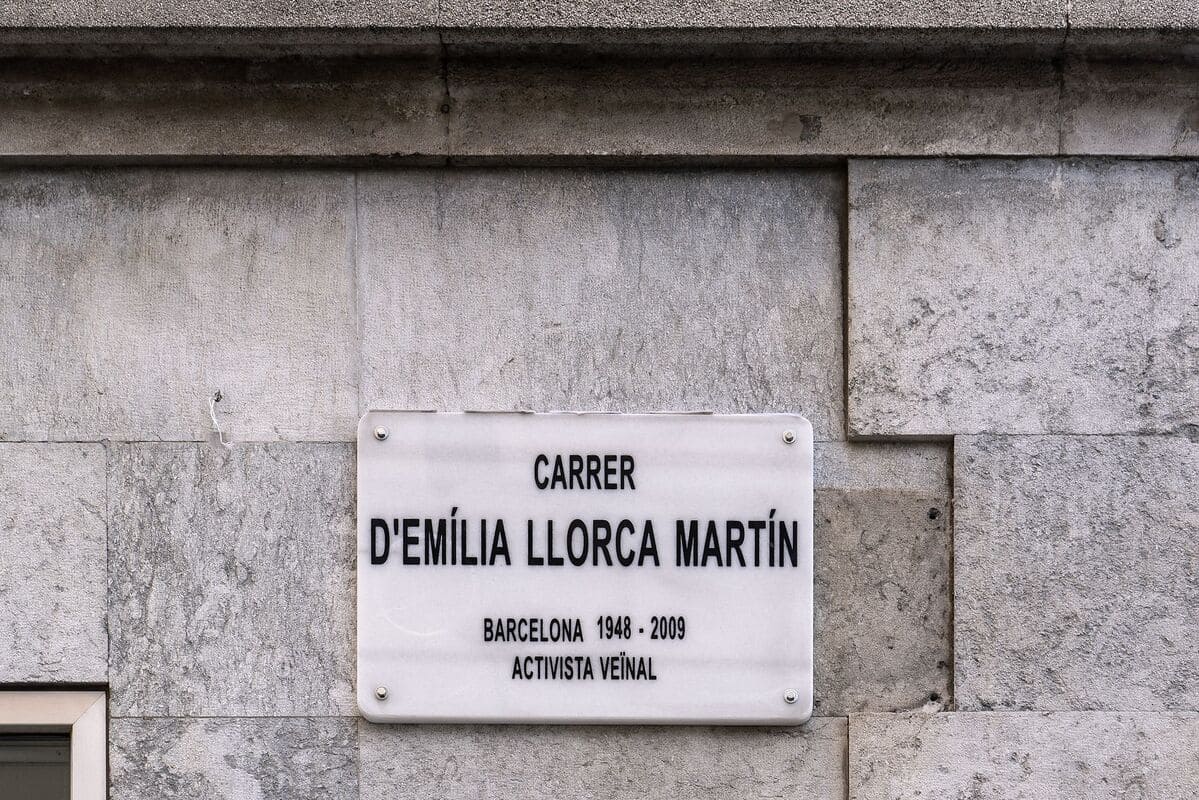 CARRER
D'EMÍLIA LLORCA MARTÍN
BARCELONA 1948 - 2009
ACTIVISTA VEÏNAL